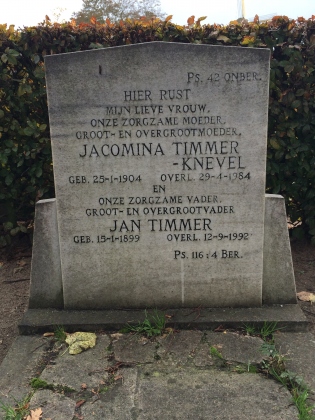 Ps. 42 ONBER.
HIER RUST
MIJN LIEVE VROUW,
ONZE ZORGZAME MOEDER,
GROOT- EN OVERGROOTMOEDER,
JACOMINA TIMMER
-KNEVEL
GEB. 25-1-1904 OVERL. 29-4-1984
EN
ONZE ZORGZAME VADER,
GROOT- EN OVERGROOTVADER
JAN TIMMER
GEB. 15-1-1899 OVERL. 12-9-1992
Ps. 116:4 BER.